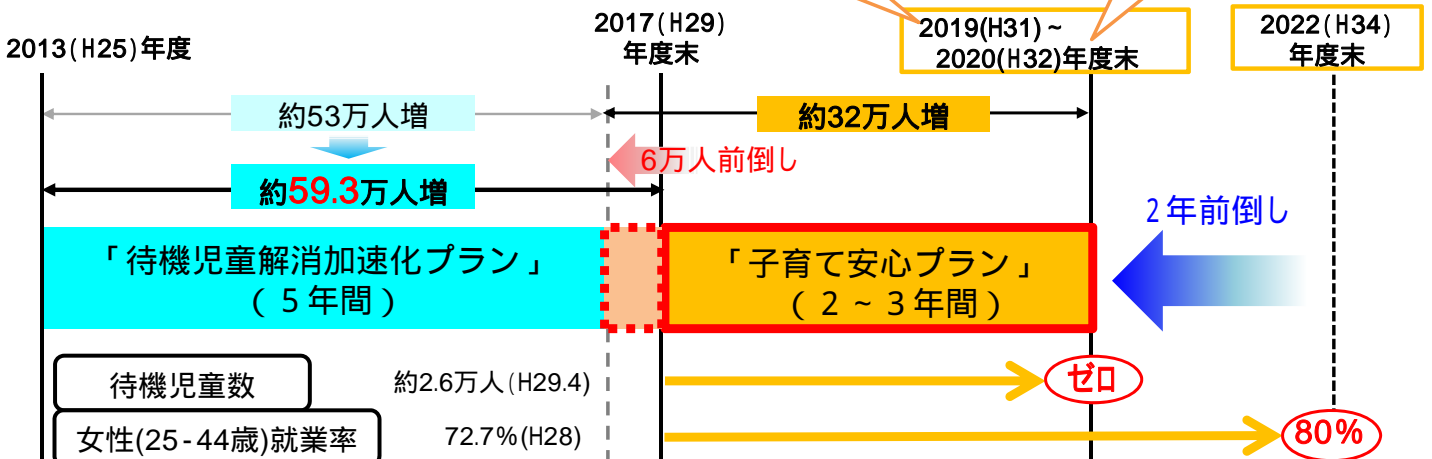 2013(H25)年度
2017(H29)
年度末
2019(H31)~
2020(H32)年度末
2022(H34)
年度末
約53万人増
約32万人増
6万人前倒し
約59.3万人増
2年前倒し
「待機児童解消加速化プラン」
(5年間)
「子育て安心プラン」
(2~3年間)
待機児童数
約2.6万人(H29.4)
ゼロ
女性(25-44歳)就業率
72.7%(H28)
80%